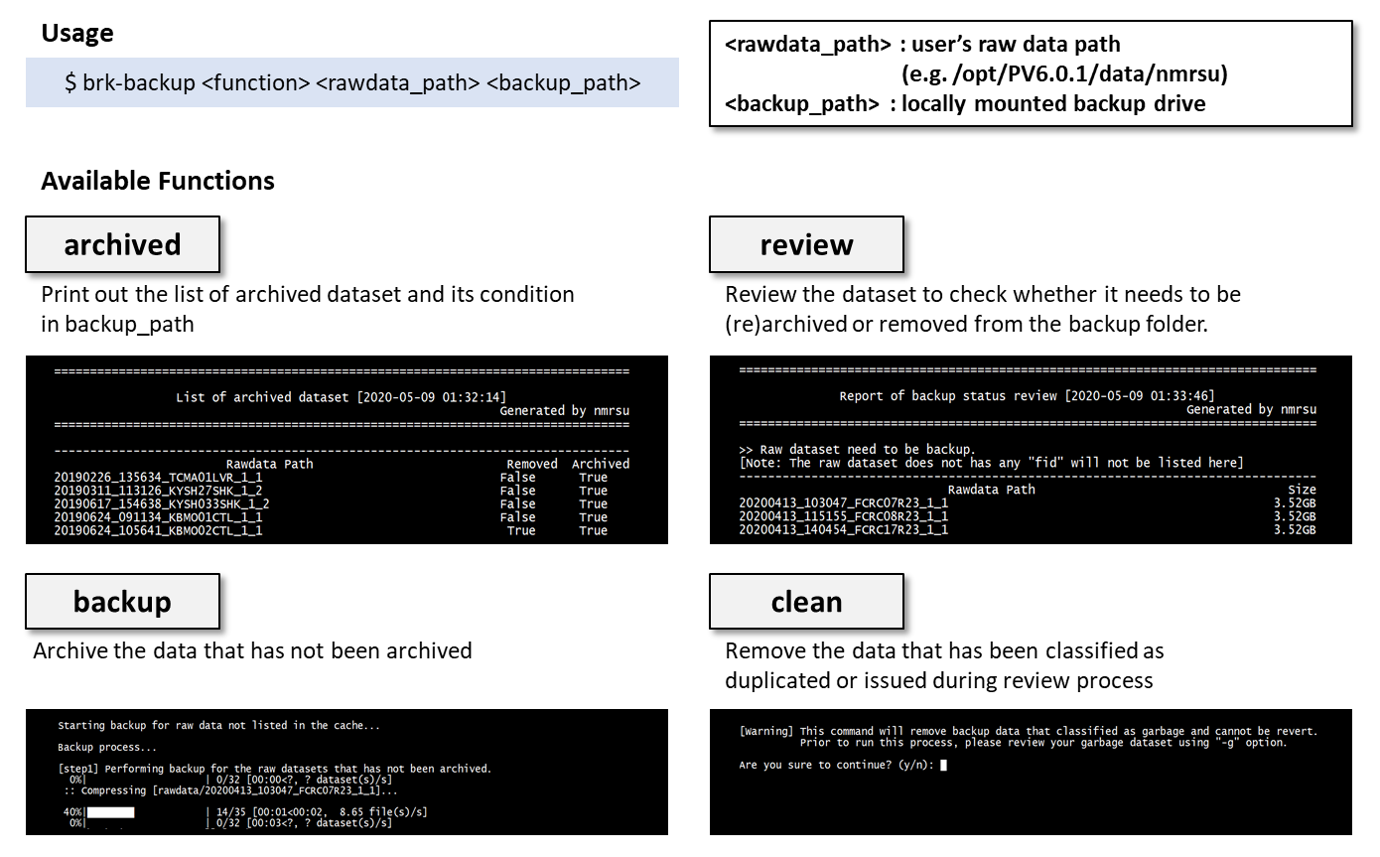 Usage
$ brk-backup <function> <rawdata_path> <backup_path>
<rawdata_path> : user’s raw data path
(e.g. /opt/PV6.0.1/data/nmrsu)
<backup_path> : locally mounted backup drive
Available Functions
archived
Print out the list of archived dataset and its condition
in backup_path
================================================================================
List of archived dataset [2020-05-09 01:32:14]
Generated by nmrsu
================================================================================
--------------------------------------------------------------------------------
Rawdata Path Removed Archived
20190226_135634_TCMA01LVR_1_1 False True
20190311_113126_KYSH27SHK_1_2 False True
20190617_154638_KYSH033SHK_1_2 False True
20190624_091134_KBM001CTL_1_1 False True
20190624_105641_KBM002CTL_1_1 True True
review
Review the dataset to check whether it needs to be
(re)archived or removed from the backup folder.
================================================================================
Report of backup status review [2020-05-09 01:33:46]
Generated by nmrsu
================================================================================
>> Raw dataset need to be backup.
[Note: The raw dataset does not has any "fid" will not be listed here]
--------------------------------------------------------------------------------
Rawdata Path Size
20200413_103047_FCRC07R23_1_1 3.52GB
20200413_115155_FCRC08R23_1_1 3.52GB
20200413_140454_FCRC17R23_1_1 3.52GB
backup
Archive the data that has not been archived
Starting backup for raw data not listed in the cache...
Backup process...
[step1] Performing backup for the raw datasets that has not been archived.
0%| | 0/32 [00:00<?, ? dataset(s)/s]
:: Compressing [rawdata/20200413_103047_FCRC07R23_1_1]...
40%| | 14/35 [00:01<00:02, 8.65 file(s)/s]
0%| | 0/32 [00:03<?, ? dataset(s)/s]
clean
Remove the data that has been classified as
duplicated or issued during review process
[Warning] This command will remove backup data that classified as garbage and cannot be revert.
Prior to run this process, please review your garbage dataset using "-g" option.
Are you sure to continue? (y/n):